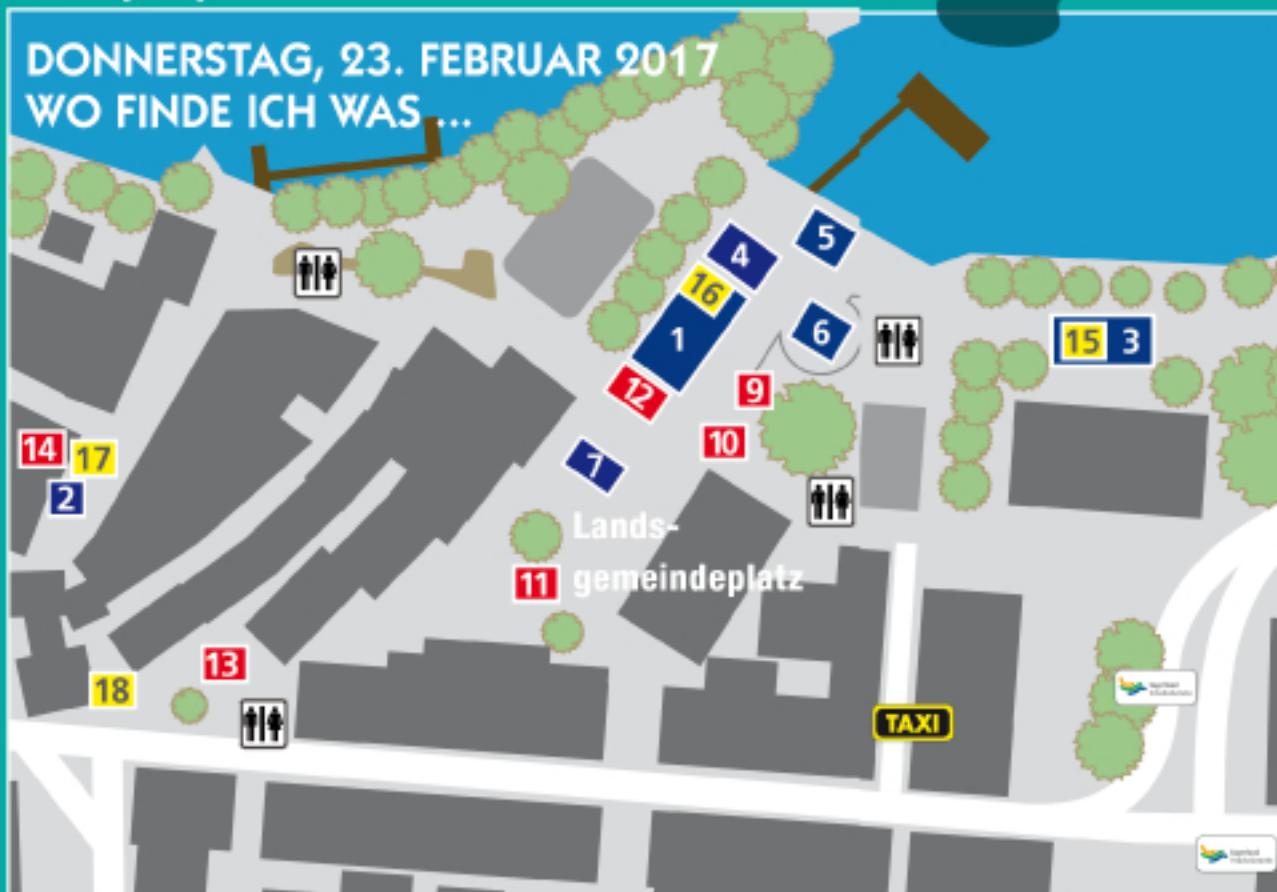 DONNERSTAG, 23. FEBRUAR 2017
WO FINDE ICH WAS ...
4
5
16
1
6
15 3
12
9
10
14 17
7
2
Lands-
11 gemeindeplatz
13
18
TAXI